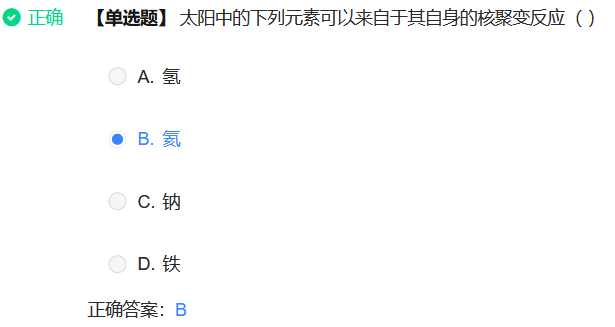 正确 【单选题】 太阳中的下列元素可以来自于其自身的核聚变反应（ ）
A. 氢
B. 氦
C. 钠
D. 铁
正确答案：B